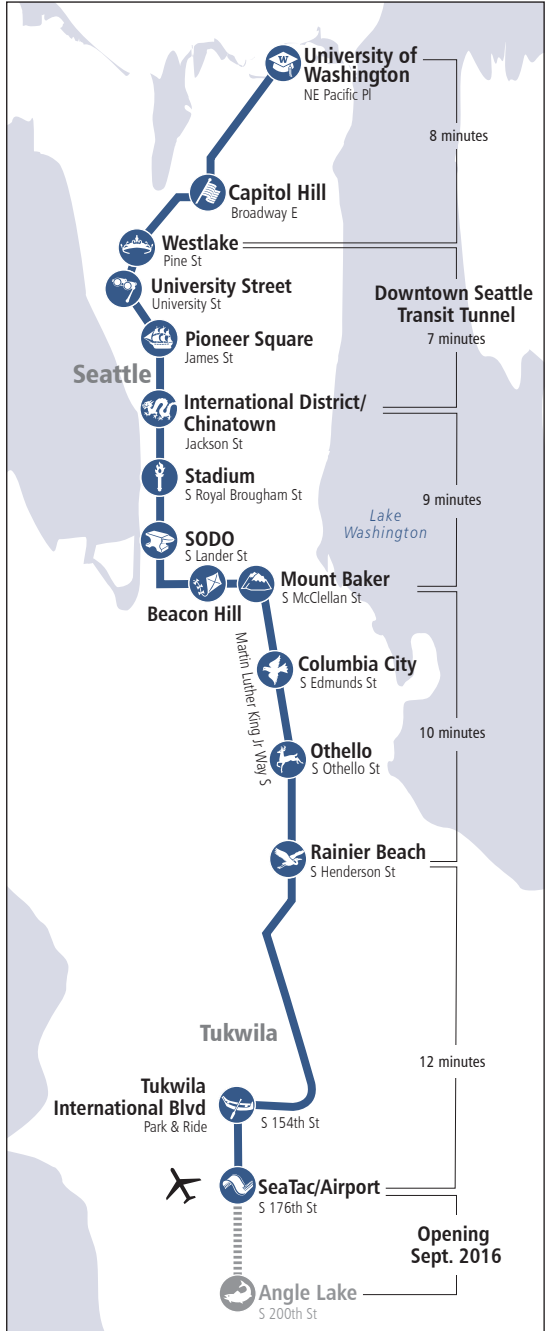 W
University of
Washington
NE Pacific Pl
8 minutes
Capitol Hill
Broadway E
Westlake
Pine St
University Street
University St
Downtown Seattle
Transit Tunnel
7 minutes
Pioneer Square
James St
Seattle
International District/
Chinatown
Jackson St
Stadium
S Royal Brougham St
9 minutes
Lake
Washington
SODO
S Lander St
Beacon Hill
Mount Baker
S McClellan St
Martin Luther King Jr Way S
Columbia City
S Edmunds St
10 minutes
Othello
S Othello St
Rainier Beach
S Henderson St
Tukwila
12 minutes
Tukwila
International Blvd
Park & Ride
S 154th St
SeaTac/Airport
S 176th St
Opening
Sept. 2016
Angle Lake
S 200th St